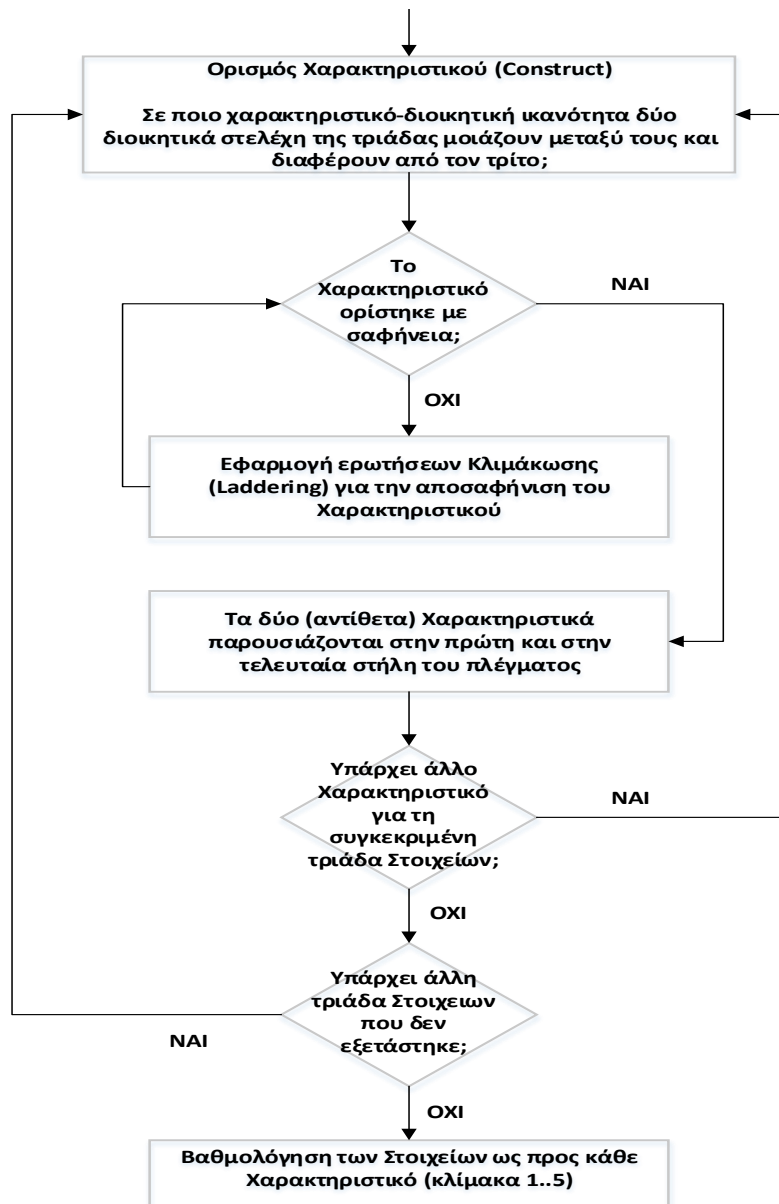 Ορισμός Χαρακτηριστικού (Construct)
Σε ποιο χαρακτηριστικό-διοικητική ικανότητα δύο
διοικητικά στελέχη της τριάδας μοιάζουν μεταξύ τους και
διαφέρουν από τον τρίτο;
Το
Χαρακτηριστικό
ορίστηκε με
σαφήνεια;
ΝΑΙ
ΟΧΙ
Εφαρμογή ερωτήσεων Κλιμάκωσης
(Laddering) για την αποσαφήνιση του
Χαρακτηριστικού
Τα δύο (αντίθετα) Χαρακτηριστικά
παρουσιάζονται στην πρώτη και στην
τελευταία στήλη του πλέγματος
Υπάρχει άλλο
Χαρακτηριστικό
για τη
συγκεκριμένη
τριάδα Στοιχείων;
ΝΑΙ
ΟΧΙ
Υπάρχει άλλη
τριάδα Στοιχειων
που δεν
εξετάστηκε;
ΝΑΙ
ΟΧΙ
Βαθμολόγηση των Στοιχείων ως προς κάθε
Χαρακτηριστικό (κλίμακα 1..5)